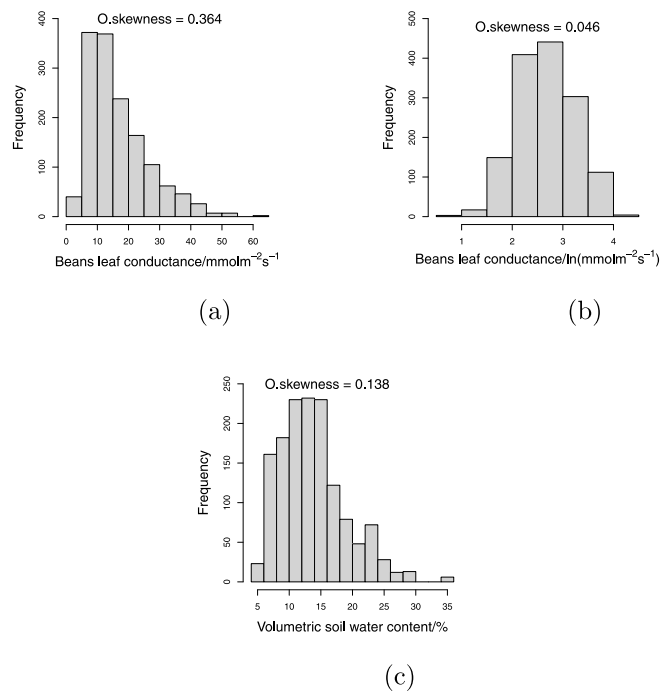 O.skewness = 0.364
400
300
200
100
0
Frequency
0 10 20 30 40 50 60
Beans leaf conductance/mmolm⁻²s⁻¹
(a)
O.skewness = 0.046
500
400
300
200
100
0
Frequency
1 2 3 4
Beans leaf conductance/ln(mmolm⁻²s⁻¹)
(b)
O.skewness = 0.138
250
200
150
100
50
0
Frequency
5 10 15 20 25 30 35
Volumetric soil water content/%
(c)